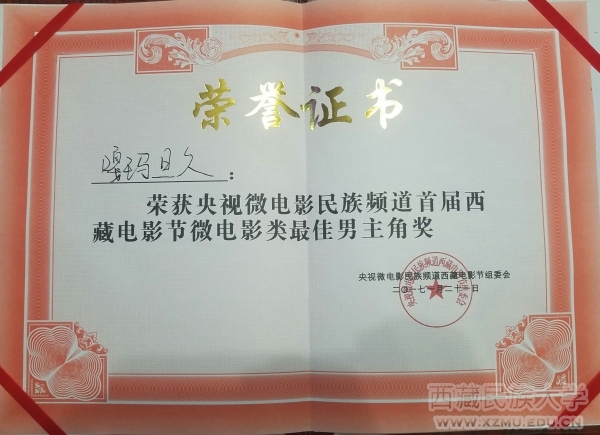 荣誉证书
嘎玛旦久：
荣获央视微电影民族频道首届西
藏电影节微电影类最佳男主角奖
央视微电影民族频道西藏电影节组委会
西藏民族大学
WWW.XZMU.EDU.CN